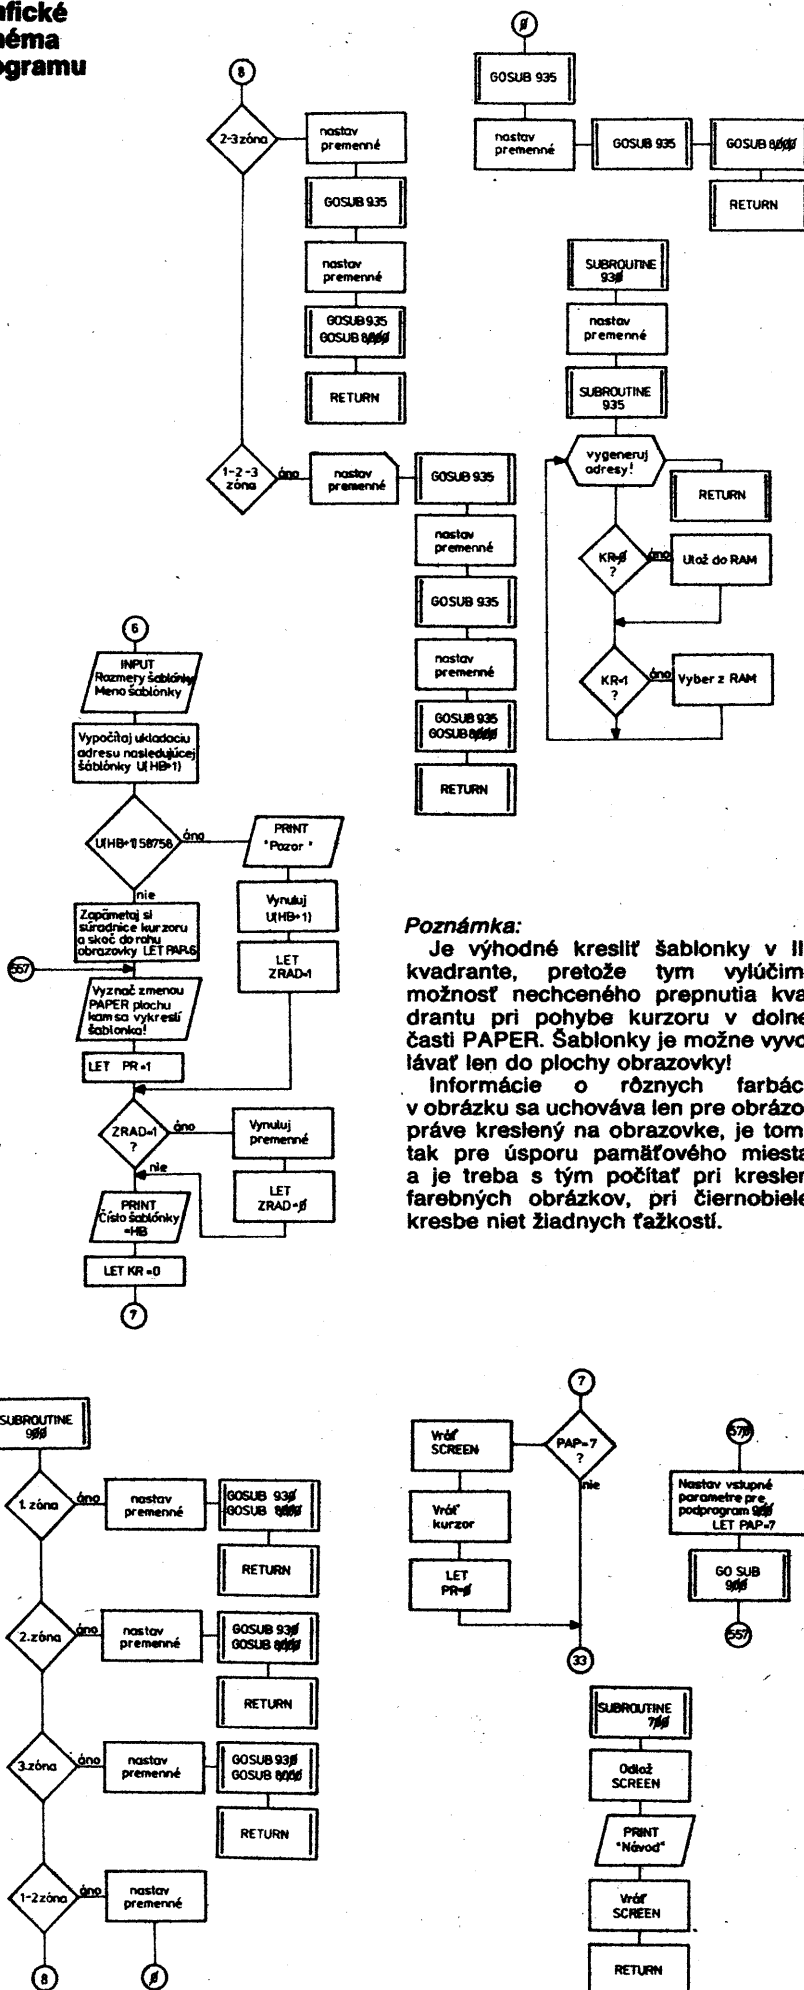 8
2-3zóna
nastav
premenné
GOSUB 935
nastav
premenné
GOSUB 935
GOSUB 8000
RETURN
1-2-3
zóna
áno
nastav
premenné
GOSUB 935
nastav
premenné
GOSUB 935
nastav
premenné
GOSUB 935
GOSUB 8000
RETURN
0
GOSUB 935
nastav
premenné
GOSUB 935
GOSUB 8000
RETURN
SUBROUTINE
930
nastav
premenné
SUBROUTINE
935
vygeneruj
adresy!
RETURN
KR=0
?
áno
Ulož do RAM
KR=1
?
áno
Vyber z RAM
6
INPUT
Rozmery šablónky
Meno šablónky
Vypočítaj ukladaciu
adresu nasledujúcej
šáblónky U(HB+1)
U(HB+1) 58758
áno
nie
PRINT
"Pozor "
Vynuluj
U(HB+1)
LET
ZRAD=1
Zapämetaj si
súradnice kurzoru
a skoč do rohu
obrazovky LET PAP=6
557
Vyznač zmenou
PAPER plochu
kam sa vykreslí
šablonka!
LET PR=1
ZRAD=1
?
áno
nie
Vynuluj
premenné
LET
ZRAD=0
PRINT
Číslo šablónky
=HB
LET KR=0
7
Poznámka:
Je výhodné kresliť šablonky v II
kvadrante, pretože tym vylúčim
možnosť nechceného prepnutia kva
drantu pri pohybe kurzoru v dolne
časti PAPER. Šablonky je možne vyvo
lávať len do plochy obrazovky!
Informácie o rôznych farbác
v obrázku sa uchováva len pre obrázo
práve kreslený na obrazovke, je tom
tak pre úsporu pamäťového miesta
a je treba s tým počítať pri kreslen
farebných obrázkov, pri čiernobiele
kresbe niet žiadnych ťažkostí.
SUBROUTINE
900
1. zóna
áno
nastav
premenné
GOSUB 930
GOSUB 8000
RETURN
2. zóna
áno
nastav
premenné
GOSUB 930
GOSUB 8000
RETURN
3. zóna
áno
nastav
premenné
GOSUB 930
GOSUB 8000
RETURN
1-2 zóna
áno
nastav
premenné
8
0
7
PAP=7
?
nie
Vráť
SCREEN
Vráť
kurzor
LET
PR=0
33
570
Nastav vstupné
parametre pre
podprogram 900
LET PAP=7
GO SUB
900
557
SUBROUTINE
700
Odlož
SCREEN
PRINT
"Návod"
Vráť
SCREEN
RETURN